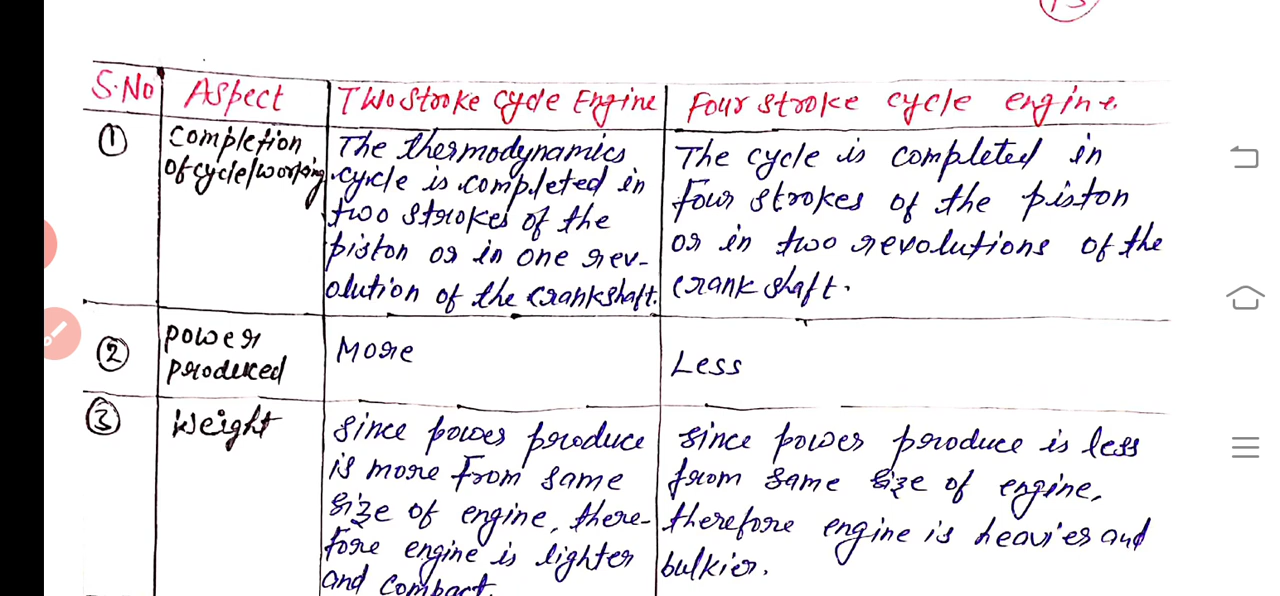 S.No Aspect Two stroke cycle Engine Four stroke cycle engine.
① completion of cycle/working
The thermodynamics
cycle is completed in
two strokes of the
piston or in one rev-
olution of the crankshaft.
The cycle is completed in
four strokes of the piston
or in two revolutions of the
crank shaft.
② power produced
More
Less
③ Weight
Since power produce
is more from same
size of engine, there-
fore engine is lighter
and compact.
Since power produce is less
from same size of engine,
therefore engine is heavier and
bulkier.